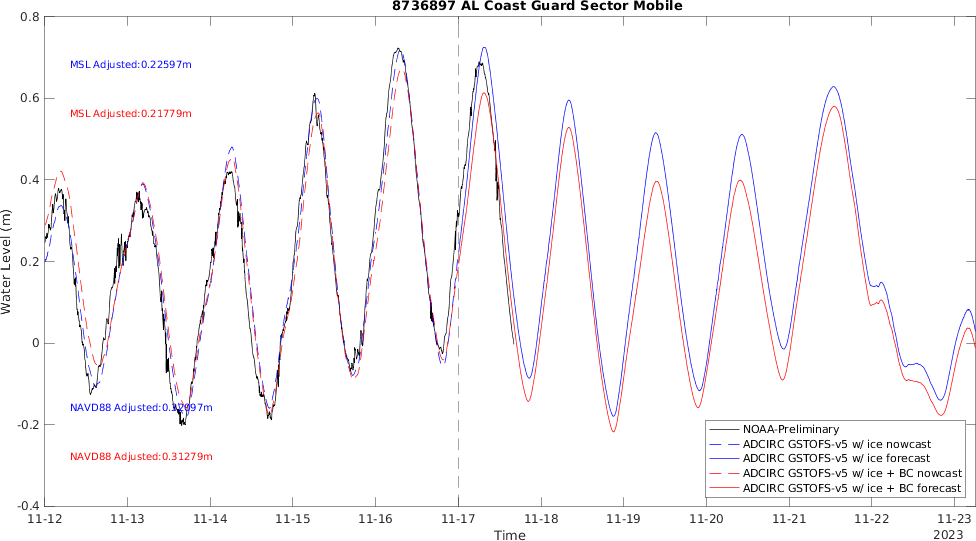 8736897 AL Coast Guard Sector Mobile
Water Level (m)
0.8
0.6
0.4
0.2
0
-0.2
-0.4
MSL Adjusted:0.22597m
MSL Adjusted:0.21779m
NAVD88 Adjusted:0.32097m
NAVD88 Adjusted:0.31279m
NOAA-Preliminary
ADCIRC GSTOFS-v5 w/ ice nowcast
ADCIRC GSTOFS-v5 w/ ice forecast
ADCIRC GSTOFS-v5 w/ ice + BC nowcast
ADCIRC GSTOFS-v5 w/ ice + BC forecast
11-12 11-13 11-14 11-15 11-16 11-17 11-18 11-19 11-20 11-21 11-22 11-23
Time
2023